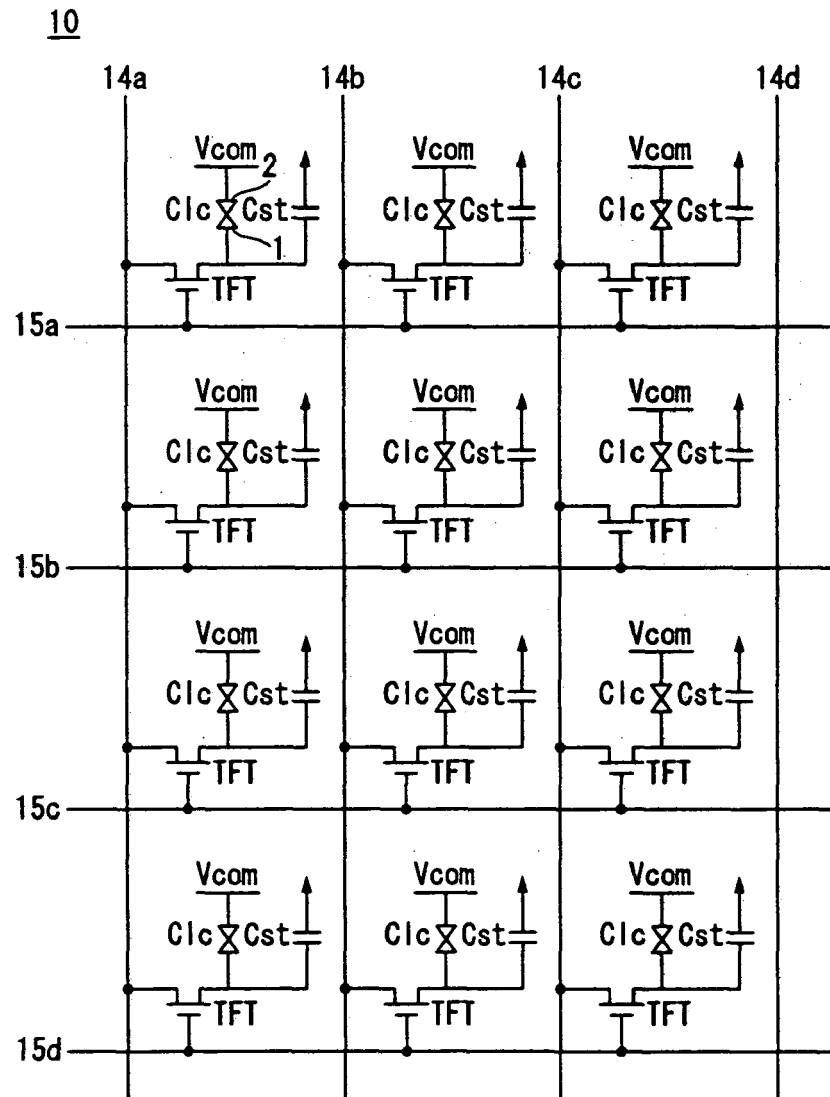 10
14a 14b 14c 14d
Vcom 2 Vcom Vcom
Clc Cst Clc Cst Clc Cst
1
TFT TFT TFT
15a
Vcom Vcom Vcom
Clc Cst Clc Cst Clc Cst
TFT TFT TFT
15b
Vcom Vcom Vcom
Clc Cst Clc Cst Clc Cst
TFT TFT TFT
15c
Vcom Vcom Vcom
Clc Cst Clc Cst Clc Cst
TFT TFT TFT
15d